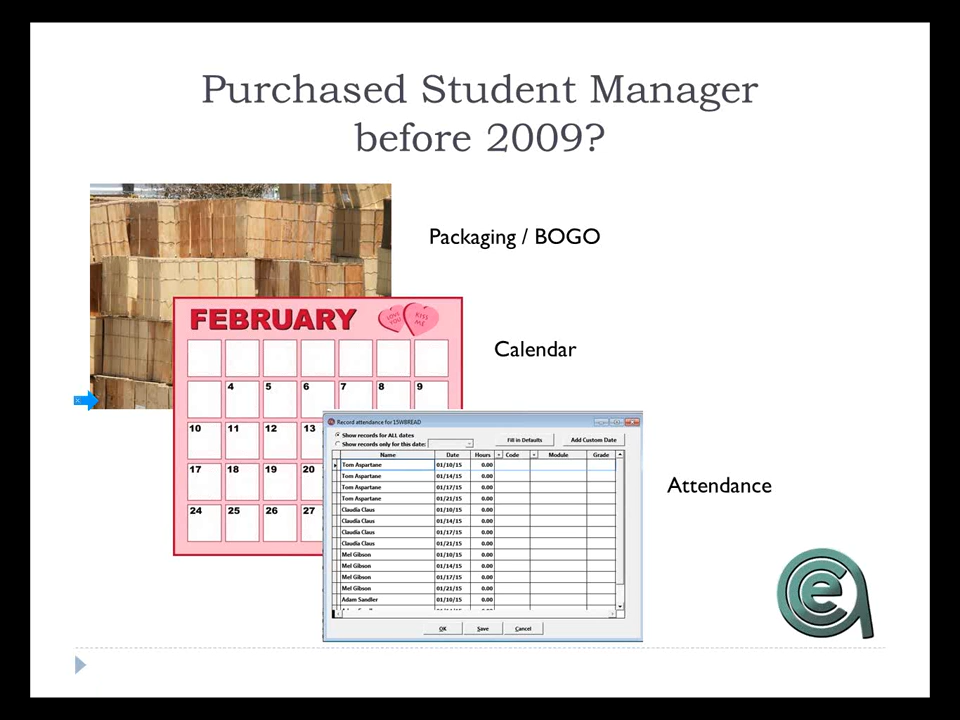 Purchased Student Manager
before 2009?
Packaging / BOGO
FEBRUARY
LOVE YOU
KISS ME
Calendar
4 5 6 7 8 9
10 11 12 13
17 18 19 20
24 25 26 27
Record attendance for 15WBREAD
Show records for ALL dates
Show records only for this date:
Fill in Defaults
Add Custom Date
Name Date Hours Code Module Grade
Tom Aspartane 01/10/15 0.00
Tom Aspartane 01/14/15 0.00
Tom Aspartane 01/17/15 0.00
Tom Aspartane 01/21/15 0.00
Claudia Claus 01/10/15 0.00
Claudia Claus 01/14/15 0.00
Claudia Claus 01/17/15 0.00
Claudia Claus 01/21/15 0.00
Mel Gibson 01/10/15 0.00
Mel Gibson 01/14/15 0.00
Mel Gibson 01/17/15 0.00
Mel Gibson 01/21/15 0.00
Adam Sandler 01/10/15 0.00
OK Save Cancel
Attendance